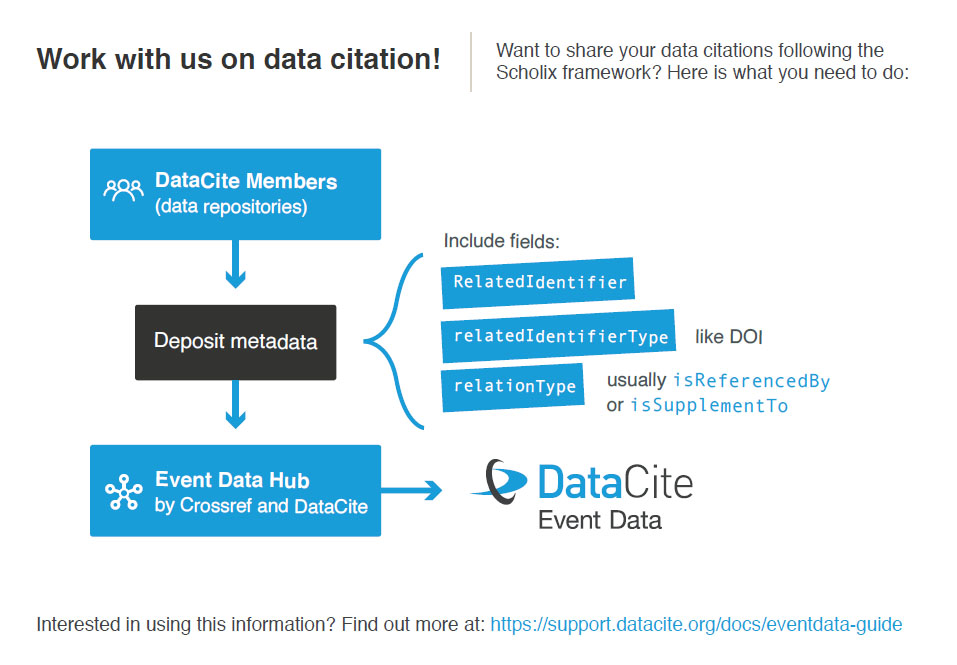 Work with us on data citation!
Want to share your data citations following the
Scholix framework? Here is what you need to do:
DataCite Members
(data repositories)
Include fields:
RelatedIdentifier
Deposit metadata
relatedIdentifierType like DOI
relationType usually isReferencedBy
or isSupplementTo
Event Data Hub
by Crossref and DataCite
DataCite
Event Data
Interested in using this information? Find out more at: https://support.datacite.org/docs/eventdata-guide